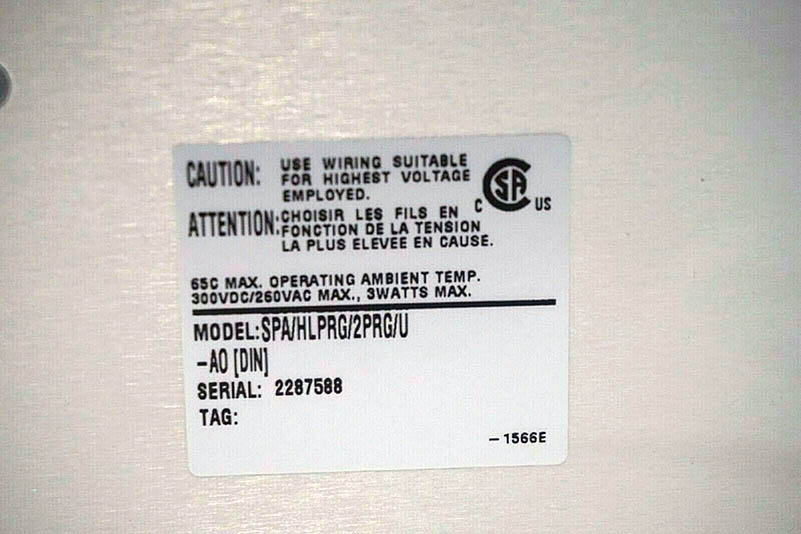 CAUTION: USE WIRING SUITABLE
FOR HIGHEST VOLTAGE
EMPLOYED.
CSA
C US
ATTENTION: CHOISIR LES FILS EN
FONCTION DE LA TENSION
LA PLUS ELEVEE EN CAUSE.
65C MAX. OPERATING AMBIENT TEMP.
300VDC/260VAC MAX., 3WATTS MAX.
MODEL:SPA/HLPRG/2PRG/U
-AO [DIN]
SERIAL: 2287588
TAG:
-1566E